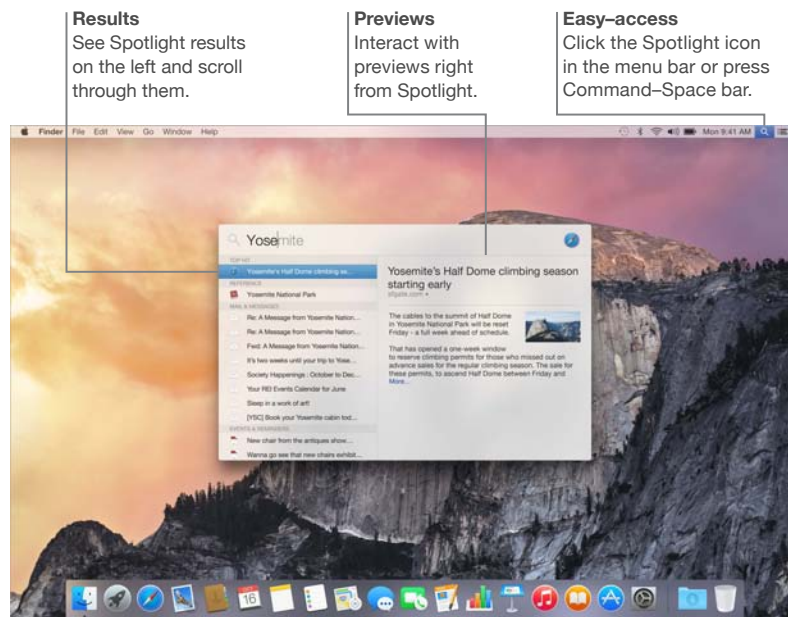 Results
See Spotlight results
on the left and scroll
through them.
Previews
Interact with
previews right
from Spotlight.
Easy–access
Click the Spotlight icon
in the menu bar or press
Command–Space bar.
Finder File Edit View Go Window Help
Mon 9:41 AM
Yosemite
TOP HIT
Yosemite's Half Dome climbing se...
REFERENCE
Yosemite National Park
MAIL & MESSAGES
Re: A Message from Yosemite Nation...
Re: A Message from Yosemite Nation...
Fwd: A Message from Yosemite Nation...
It's two weeks until your trip to Yose...
Society Happenings : October to Dec...
Your REI Events Calendar for June
Sleep in a work of art!
[YSC] Book your Yosemite cabin tod...
EVENTS & REMINDERS
New chair from the antiques show...
Wanna go see that new chairs exhibit...
Yosemite's Half Dome climbing season
starting early
sfgate.com
The cables to the summit of Half Dome
in Yosemite National Park will be reset
Friday - a full week ahead of schedule.
That has opened a one-week window
to reserve climbing permits for those who missed out on
advance sales for the regular climbing season. The sale for
these permits, to ascend Half Dome between Friday and
More...
16